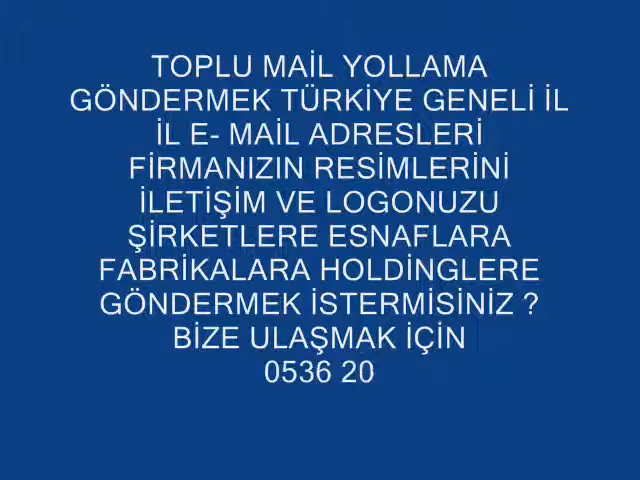 TOPLU MAİL YOLLAMA
GÖNDERMEK TÜRKİYE GENELİ İL
İL E- MAİL ADRESLERİ
FİRMANIZIN RESİMLERİNİ
İLETİŞİM VE LOGONUZU
ŞİRKETLERE ESNAFLARA
FABRİKALARA HOLDİNGLERE
GÖNDERMEK İSTERMİSİNİZ ?
BİZE ULAŞMAK İÇİN
0536 20